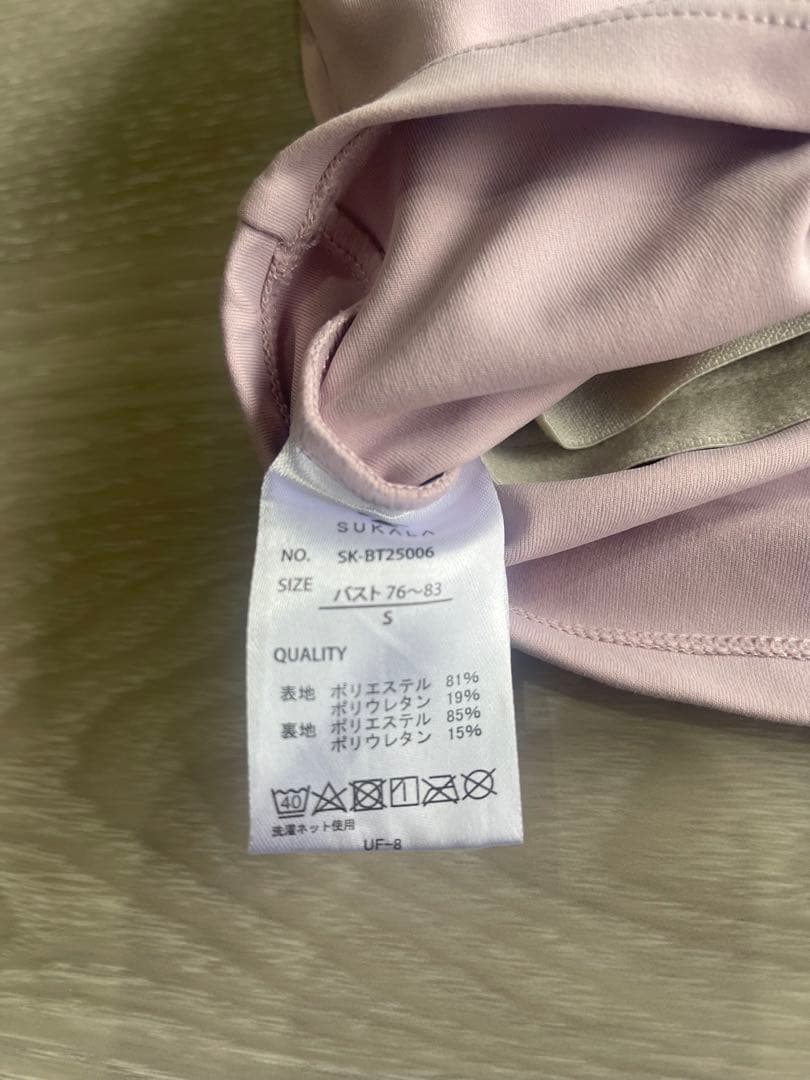 SUKALA
NO. SK-BT25006
SIZE バスト 76〜83
S
QUALITY
表地 ポリエステル 81%
ポリウレタン 19%
裏地 ポリエステル 85%
ポリウレタン 15%
40
洗濯ネット使用
UF-8